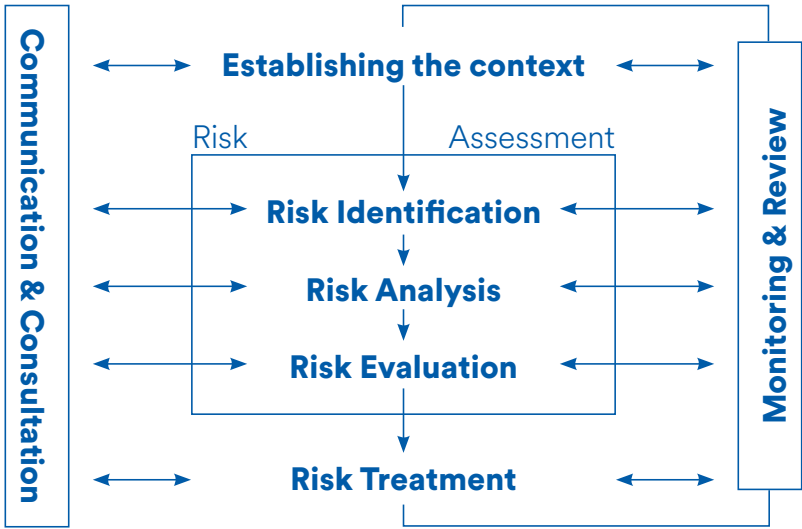 Communication & Consultation
Establishing the context
Risk Assessment
Risk Identification
Risk Analysis
Risk Evaluation
Risk Treatment
Monitoring & Review